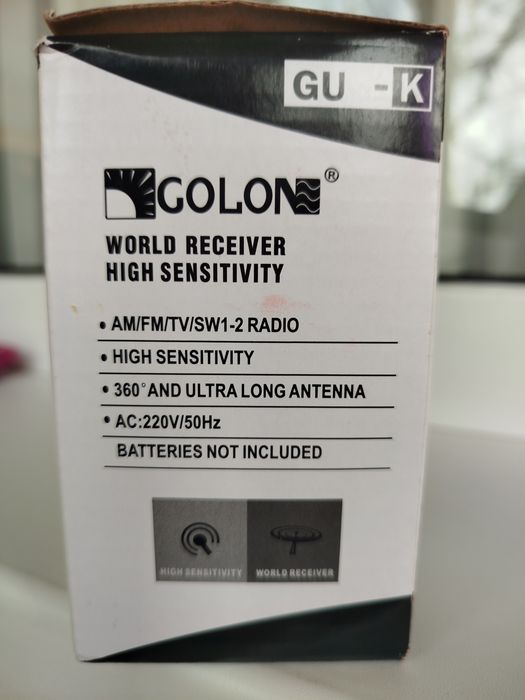 GU -K
GOLON®
WORLD RECEIVER
HIGH SENSITIVITY
• AM/FM/TV/SW1-2 RADIO
• HIGH SENSITIVITY
• 360° AND ULTRA LONG ANTENNA
• AC:220V/50Hz
BATTERIES NOT INCLUDED
HIGH SENSITIVITY WORLD RECEIVER